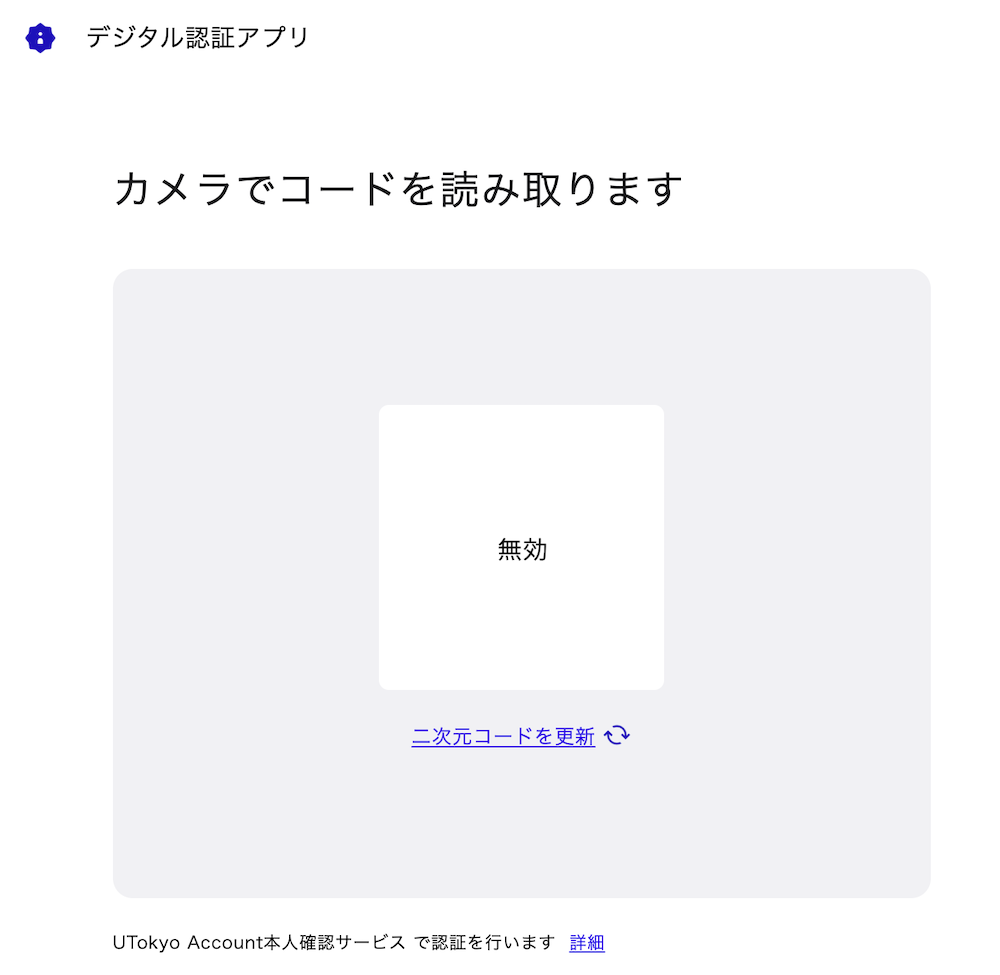 デジタル認証アプリ
カメラでコードを読み取ります
無効
二次元コードを更新
UTokyo Account本人確認サービス で認証を行います 詳細